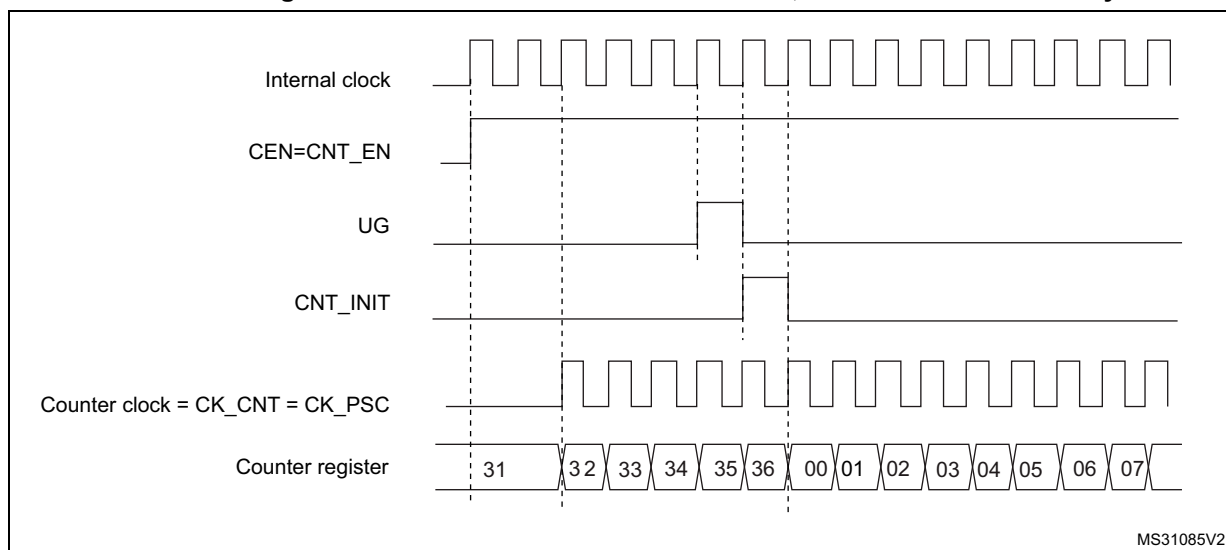 Internal clock
CEN=CNT_EN
UG
CNT_INIT
Counter clock = CK_CNT = CK_PSC
Counter register 31 32 33 34 35 36 00 01 02 03 04 05 06 07
MS31085V2